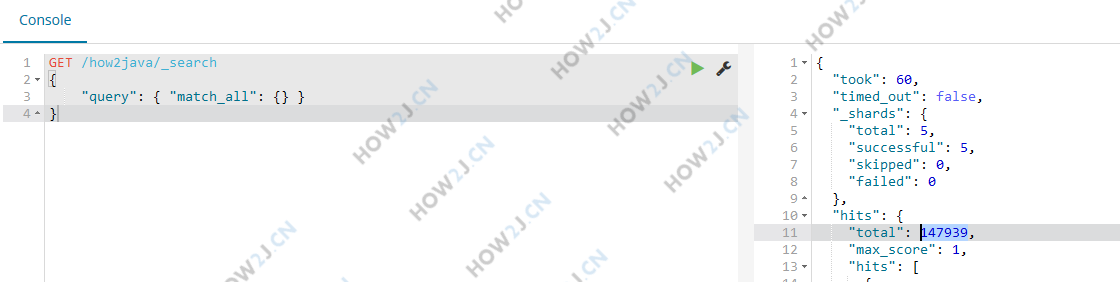 Console
1 GET /how2java/_search
2 {
3 "query": { "match_all": {} }
4 }
1 {
2 "took": 60,
3 "timed_out": false,
4 "_shards": {
5 "total": 5,
6 "successful": 5,
7 "skipped": 0,
8 "failed": 0
9 },
10 "hits": {
11 "total": 147939,
12 "max_score": 1,
13 "hits": [
HOW2J.CN
HOW2J.CN
HOW2J.CN
HOW2J.CN
HOW2J.CN
HOW2J.CN
HOW2J.CN
HOW2J.CN
HOW2J.CN